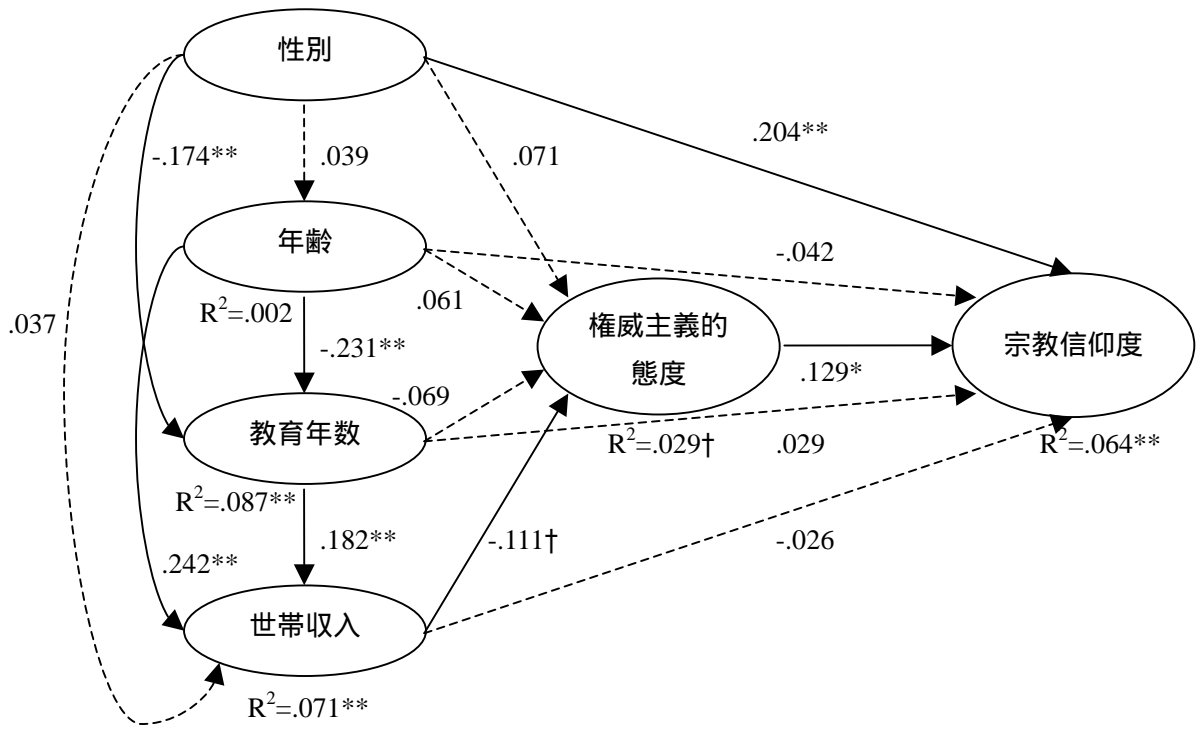 性別
.204**
-.174**
.039
.071
年齢
-.042
R²=.002
.061
.037
権威主義的
態度
宗教信仰度
-.231**
.129*
-.069
教育年数
R²=.029†
.029
R²=.064**
R²=.087**
.182**
-.111†
-.026
.242**
世帯収入
R²=.071**